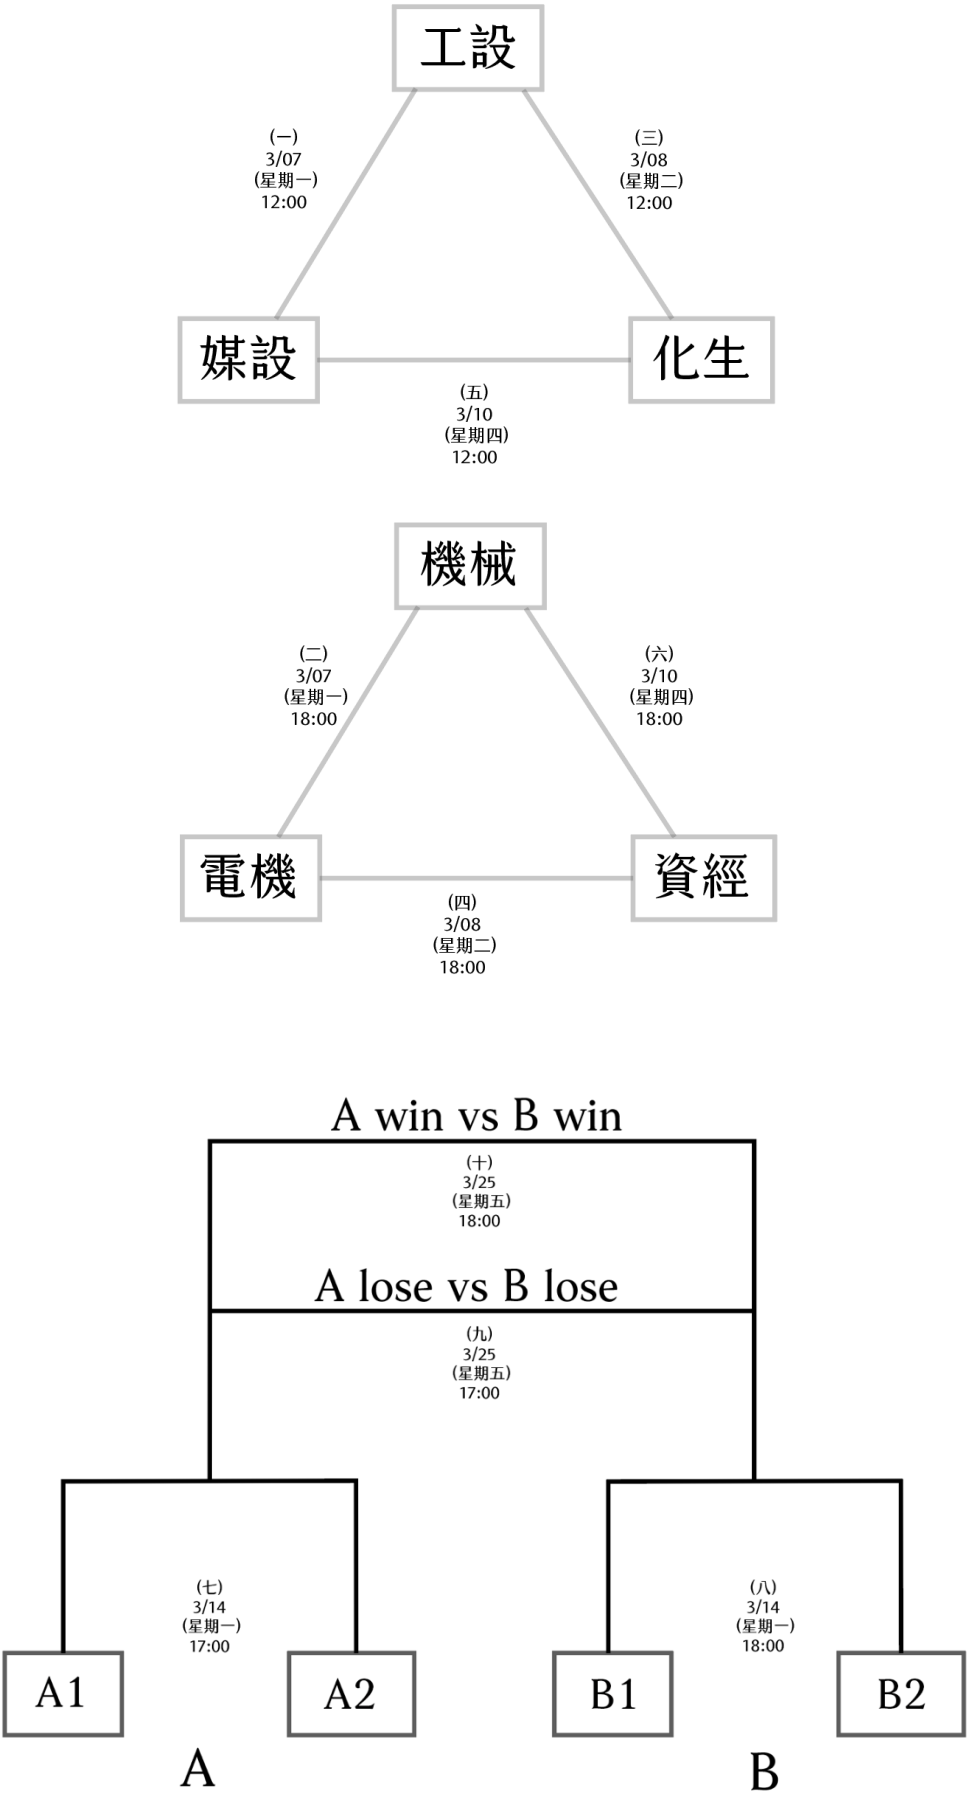 工設
(一)
3/07
(星期一)
12:00
(三)
3/08
(星期二)
12:00
媒設
化生
(五)
3/10
(星期四)
12:00
機械
(二)
3/07
(星期一)
18:00
(六)
3/10
(星期四)
18:00
電機
資經
(四)
3/08
(星期二)
18:00
A win vs B win
(十)
3/25
(星期五)
18:00
A lose vs B lose
(九)
3/25
(星期五)
17:00
(七)
3/14
(星期一)
17:00
(八)
3/14
(星期一)
18:00
A1
A2
B1
B2
A
B